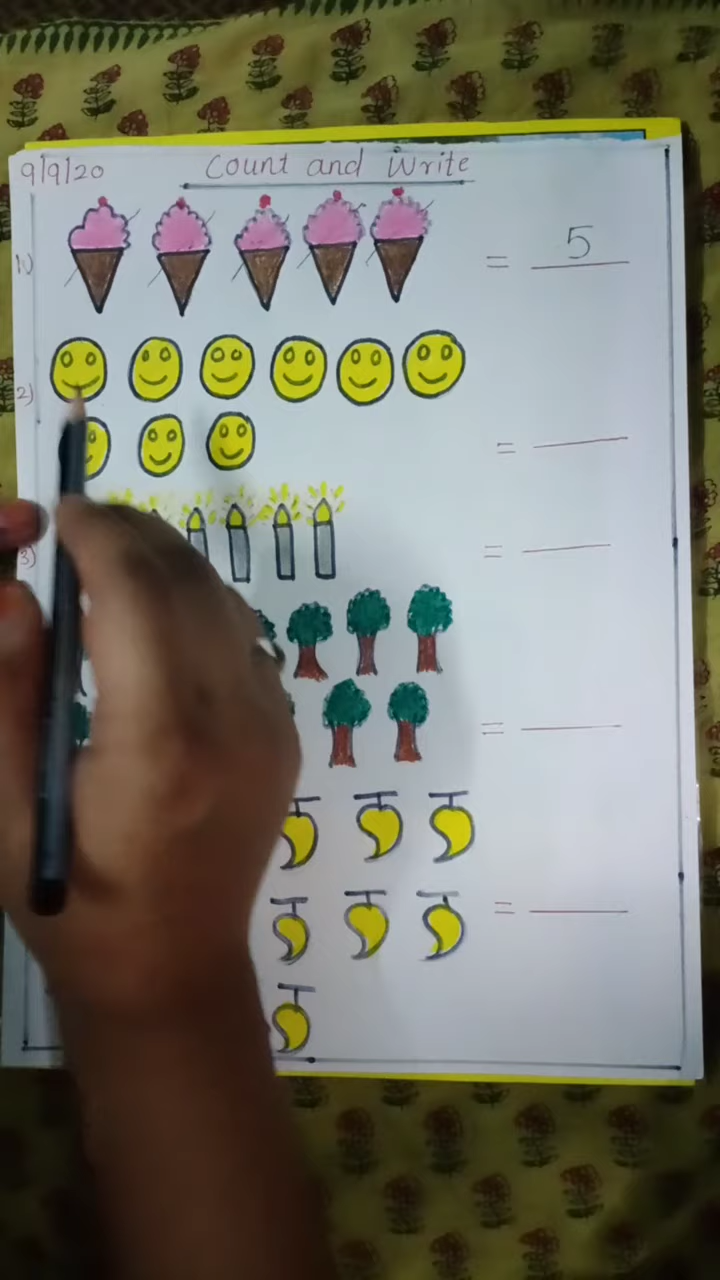 9/9/20 Count and Write
1) = 5
2) =
3) =
=
=